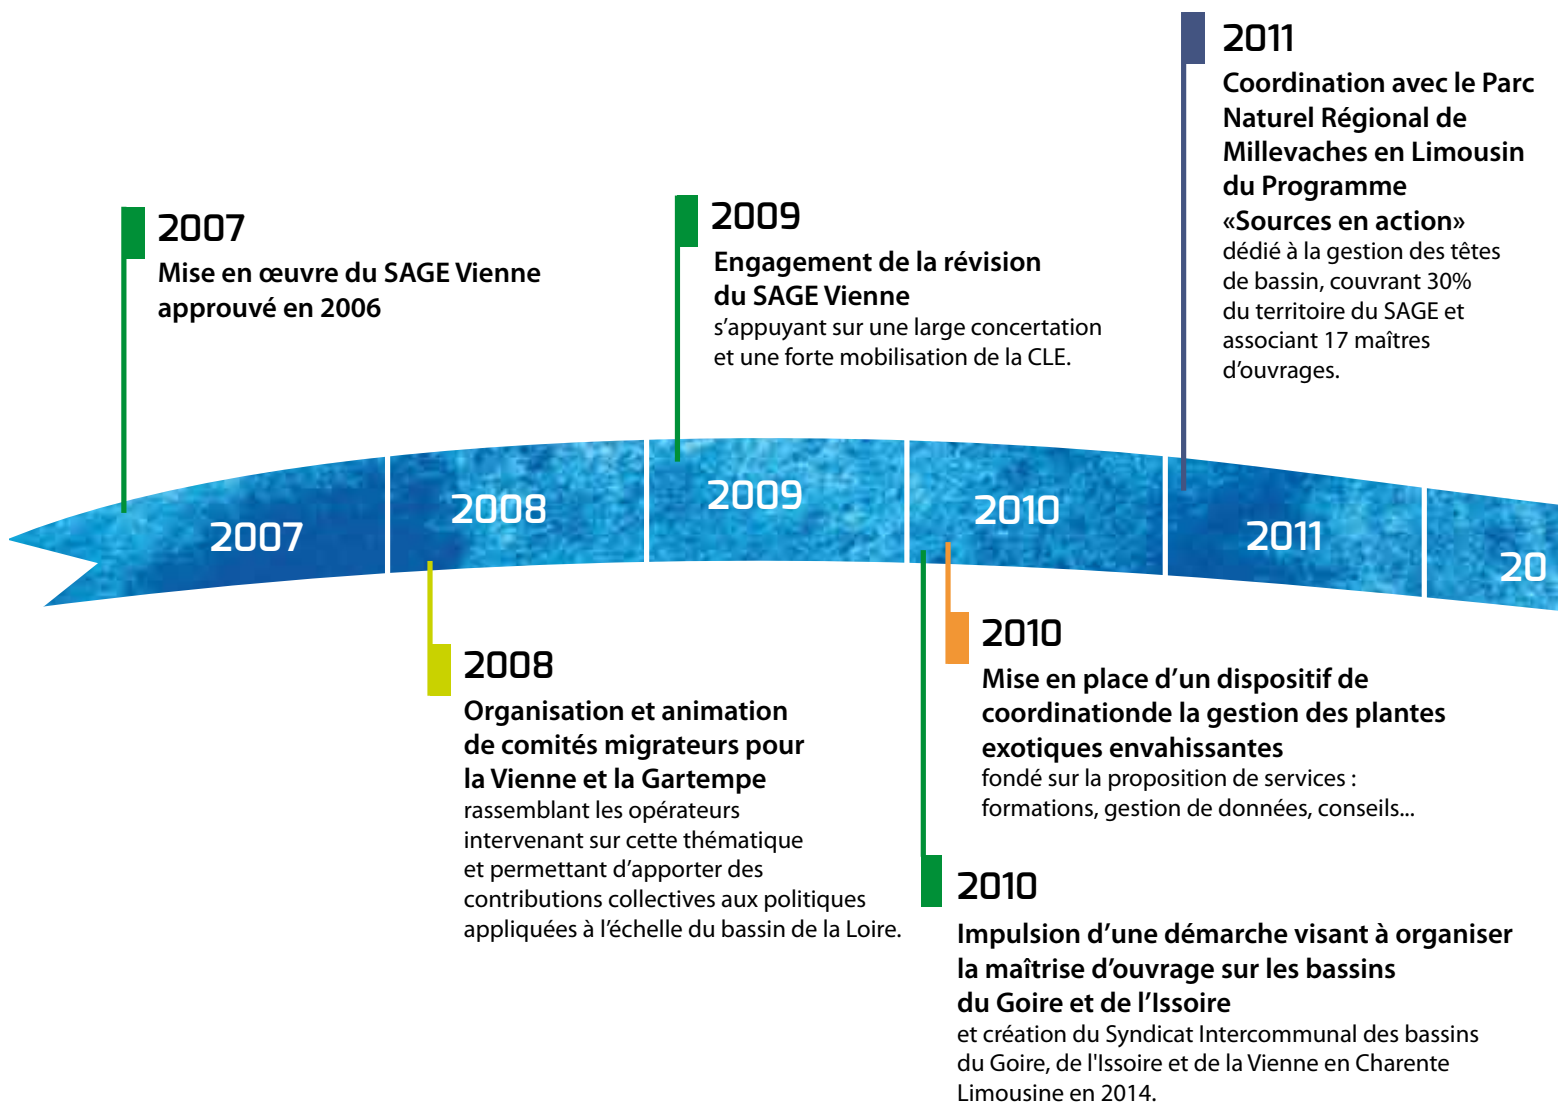 2007
Mise en œuvre du SAGE Vienne
approuvé en 2006
2009
Engagement de la révision
du SAGE Vienne
s'appuyant sur une large concertation
et une forte mobilisation de la CLE.
2011
Coordination avec le Parc
Naturel Régional de
Millevaches en Limousin
du Programme
«Sources en action»
dédié à la gestion des têtes
de bassin, couvrant 30%
du territoire du SAGE et
associant 17 maîtres
d'ouvrages.
2007
2008
2009
2010
2011
20
2008
Organisation et animation
de comités migrateurs pour
la Vienne et la Gartempe
rassemblant les opérateurs
intervenant sur cette thématique
et permettant d'apporter des
contributions collectives aux politiques
appliquées à l'échelle du bassin de la Loire.
2010
Mise en place d'un dispositif de
coordinationde la gestion des plantes
exotiques envahissantes
fondé sur la proposition de services :
formations, gestion de données, conseils...
2010
Impulsion d'une démarche visant à organiser
la maîtrise d'ouvrage sur les bassins
du Goire et de l'Issoire
et création du Syndicat Intercommunal des bassins
du Goire, de l'Issoire et de la Vienne en Charente
Limousine en 2014.